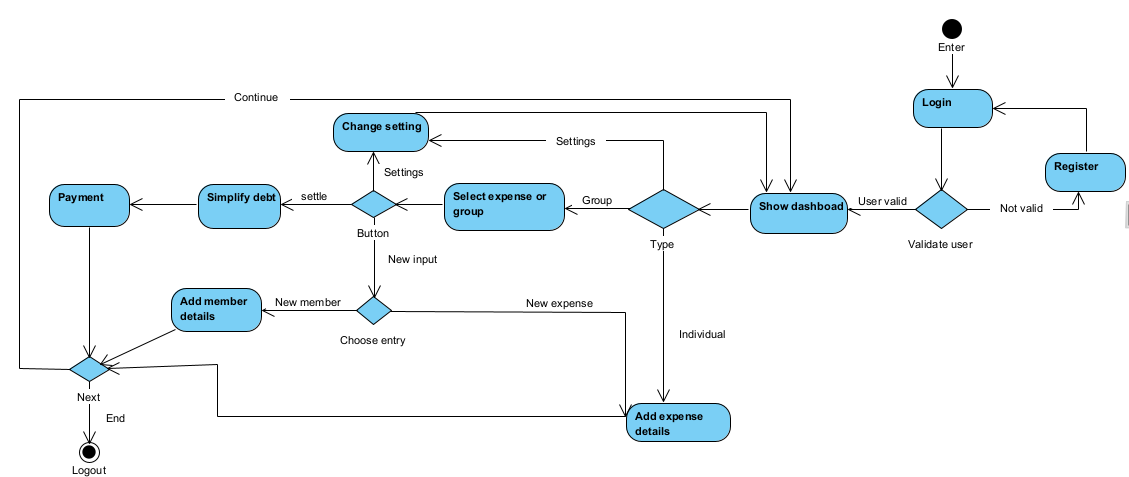 Enter
Continue
Login
Change setting
Settings
Register
Settings
Payment
Simplify debt
settle
Select expense or
group
Group
Show dashboad
User valid
Not valid
Button
Type
Validate user
New input
Add member
details
New member
New expense
Choose entry
Individual
Next
End
Add expense
details
Logout